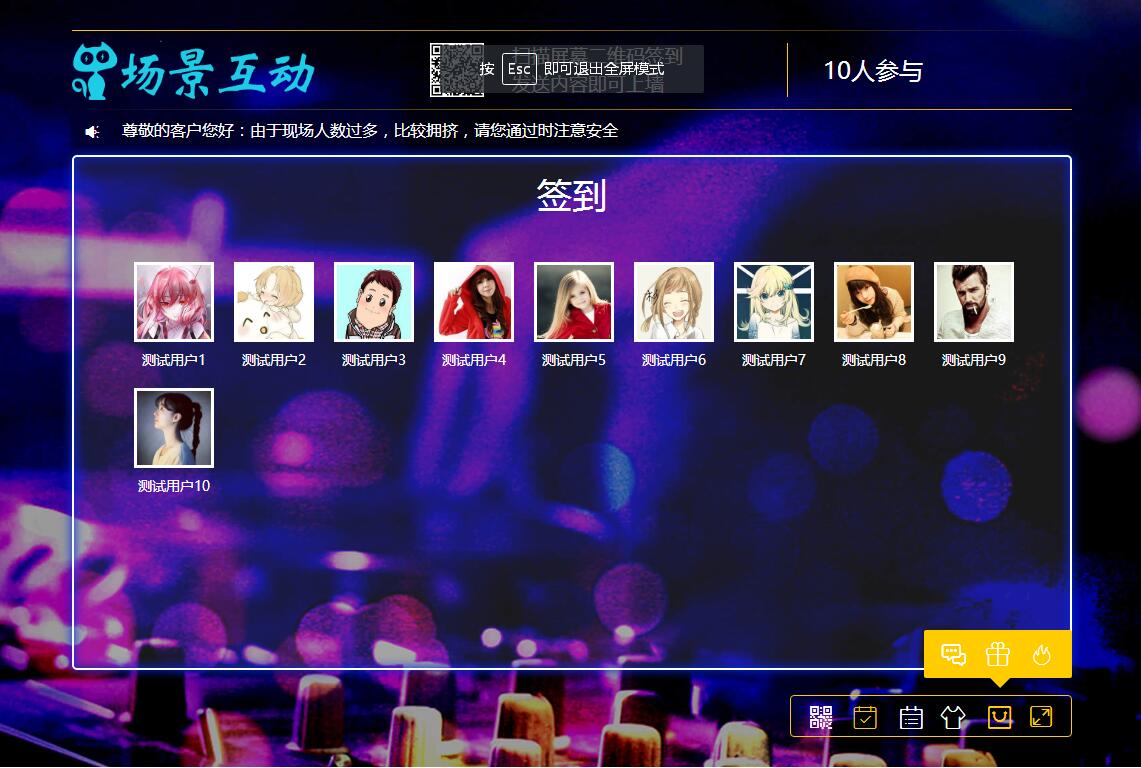 场景互动
扫描屏幕二维码签到
发送内容即可上墙
按 Esc 即可退出全屏模式
10人参与
尊敬的客户您好：由于现场人数过多，比较拥挤，请您通过时注意安全
签到
测试用户1
测试用户2
测试用户3
测试用户4
测试用户5
测试用户6
测试用户7
测试用户8
测试用户9
测试用户10